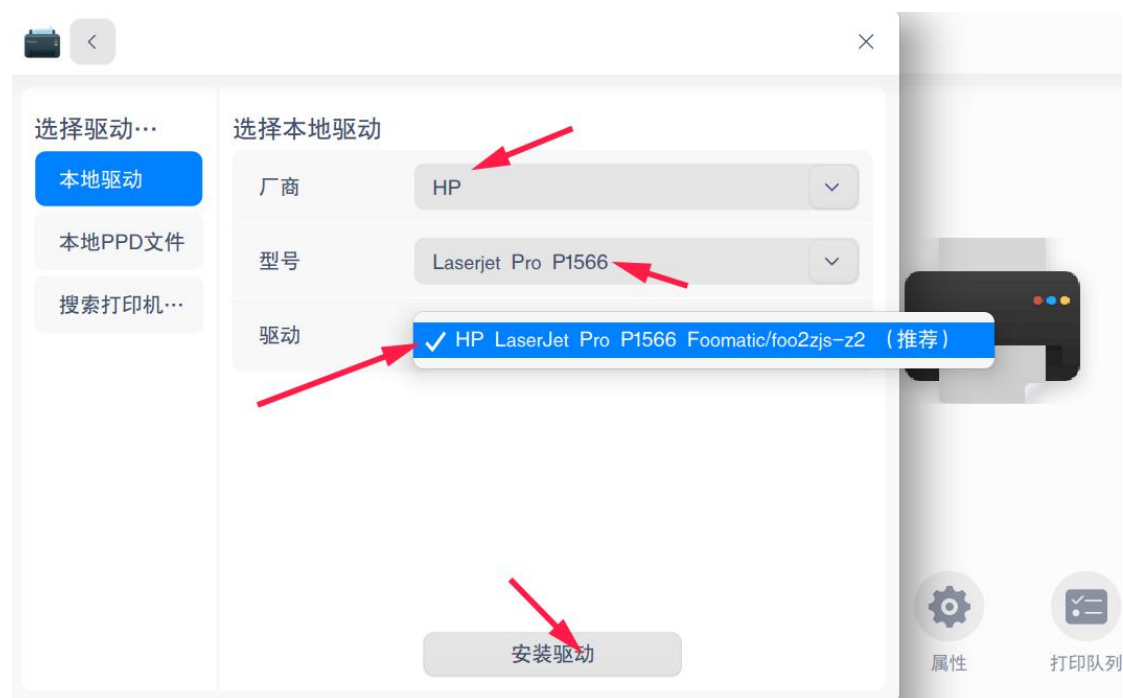 选择驱动…
本地驱动
本地PPD文件
搜索打印机…
选择本地驱动
厂商 HP
型号 Laserjet Pro P1566
驱动 HP LaserJet Pro P1566 Foomatic/foo2zjs-z2 (推荐)
安装驱动
属性 打印队列